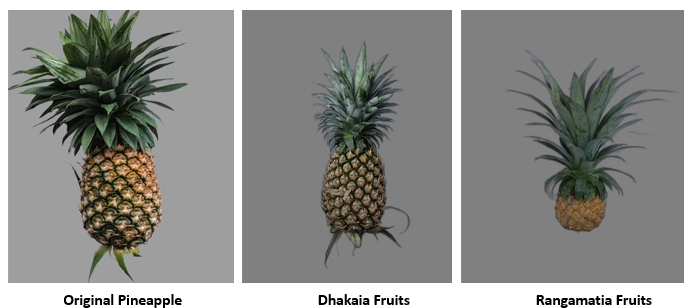 Original Pineapple
Dhakaia Fruits
Rangamatia Fruits